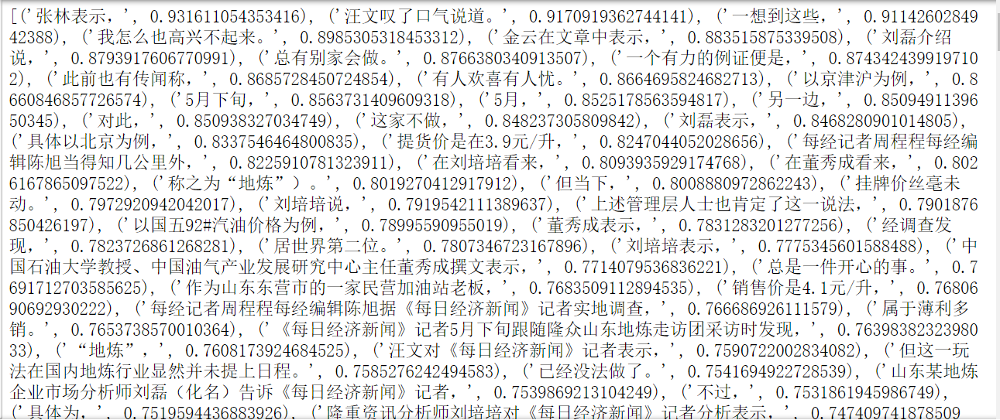 [('张林表示，', 0.931611054353416), ('汪文叹了口气说道。', 0.9170919362744141), ('一想到这些，', 0.91142602849
42388), ('我怎么也高兴不起来。', 0.8985305318453312), ('金云在文章中表示，', 0.883515875339508), ('刘磊介绍
说，', 0.8793917606770991), ('总有别家会做。', 0.8766380340913507), ('一个有力的例证便是，', 0.874342439919710
2), ('此前也有传闻称，', 0.8685728450724854), ('有人欢喜有人忧。', 0.8664695824682713), ('以京津沪为例，', 0.8
660846857726574), ('5月下旬，', 0.8563731409609318), ('5月，', 0.8525178563594817), ('另一边，', 0.85094911396
50345), ('对此，', 0.850938327034749), ('这家不做，', 0.848237305809842), ('刘磊表示，', 0.8468280901014805),
('具体以北京为例，', 0.8337546464800835), ('提货价是在3.9元/升，', 0.8247044052028656), ('每经记者周程程每经编
辑陈旭当得知几公里外，', 0.8225910781323911), ('在刘培培看来，', 0.8093935929174768), ('在董秀成看来，', 0.802
6167865097522), ('称之为“地炼”）。', 0.8019270412917912), ('但当下，', 0.8008880972862243), ('挂牌价丝毫未
动。', 0.7972920942042017), ('刘培培说，', 0.7919542111389637), ('上述管理层人士也肯定了这一说法，', 0.7901876
850426197), ('以国五92#汽油价格为例，', 0.78995590955019), ('董秀成表示，', 0.7831283201277256), ('经调查发
现，', 0.7823726861268281), ('居世界第二位。', 0.7807346723167896), ('刘培培表示，', 0.7775345601588488), ('中
国石油大学教授、中国油气产业发展研究中心主任董秀成撰文表示，', 0.7714079536836221), ('总是一件开心的事。', 0.7
691712703585625), ('作为山东东营市的一家民营加油站老板，', 0.7683509112894535), ('销售价是4.1元/升，', 0.76806
90692930222), ('每经记者周程程每经编辑陈旭据《每日经济新闻》记者实地调查，', 0.766686926111579), ('属于薄利多
销。', 0.7653738570010364), ('《每日经济新闻》记者5月下旬跟随隆众山东地炼走访团采访时发现，', 0.76398382323980
33), ('“地炼”，', 0.7608173924684525), ('汪文对《每日经济新闻》记者表示。', 0.7590722002834082), ('但这一玩
法在国内地炼行业显然并未提上日程。', 0.7585276242494583), ('已经没法做了。', 0.7541694922728539), ('山东某地炼
企业市场分析师刘磊（化名）告诉《每日经济新闻》记者，', 0.7539869213104249), ('不过，', 0.7531861945986749),
('具体为，', 0.7519594436883926), ('隆重资讯分析师刘培培对《每日经济新闻》记者分析表示，', 0.747409741878509